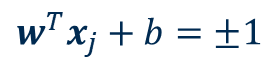 wᵀxⱼ + b = ±1